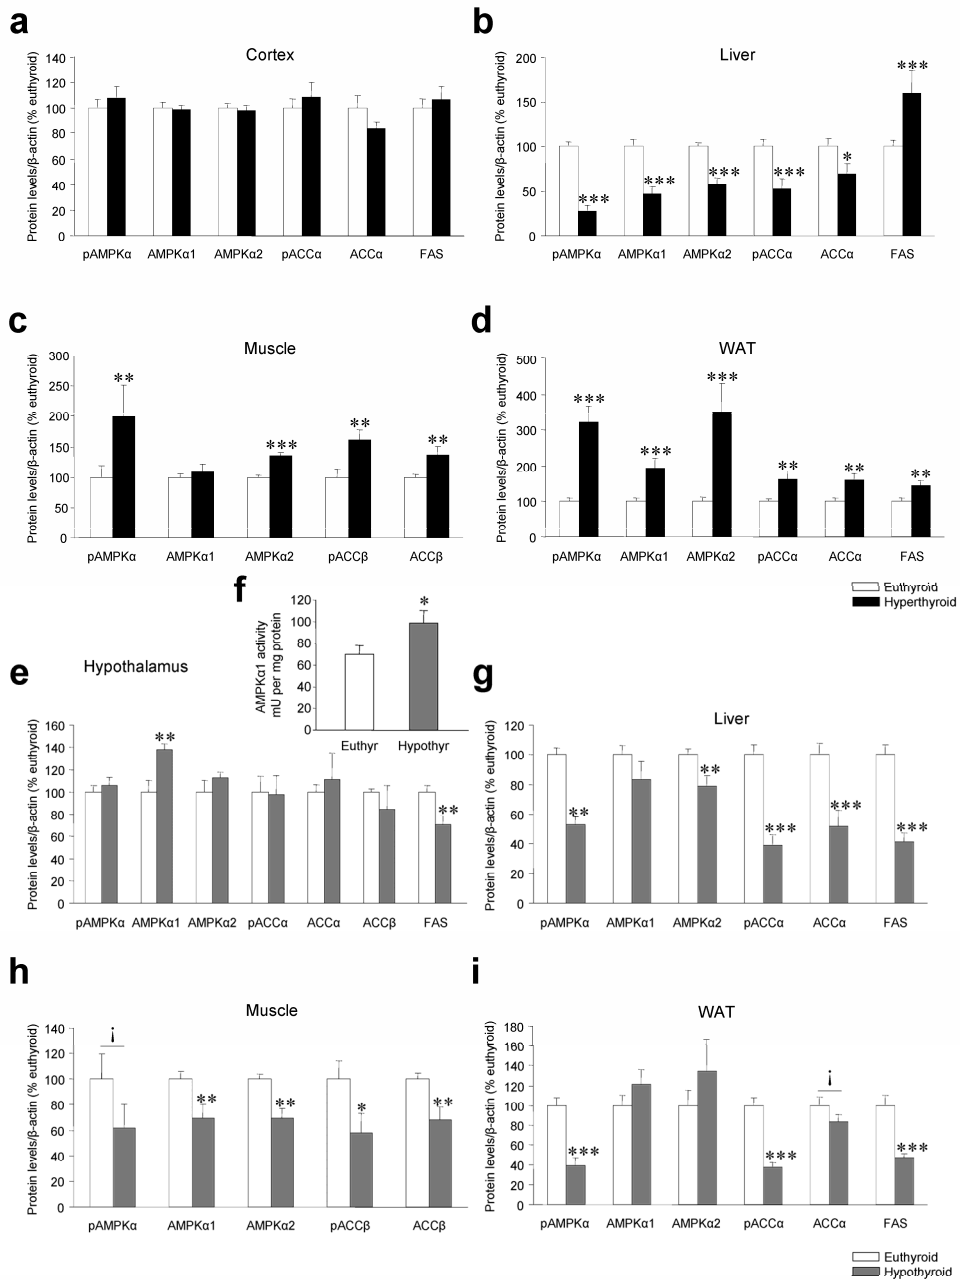 a
Cortex
Protein levels/β-actin (% euthyroid)
140
120
100
80
60
40
20
0
pAMPKα AMPKα1 AMPKα2 pACCα ACCα FAS
b
Liver
Protein levels/β-actin (% euthyroid)
200
150
100
50
0
*** *** *** *** * ***
pAMPKα AMPKα1 AMPKα2 pACCα ACCα FAS
c
Muscle
Protein levels/β-actin (% euthyroid)
300
250
200
150
100
50
0
** *** ** **
pAMPKα AMPKα1 AMPKα2 pACCβ ACCβ
d
WAT
Protein levels/β-actin (% euthyroid)
500
400
300
200
100
0
*** *** *** ** ** **
pAMPKα AMPKα1 AMPKα2 pACCα ACCα FAS
Euthyroid
Hyperthyroid
f
AMPKα1 activity
mU per mg protein
120
100
80
60
40
20
0
*
Euthyr Hypothyr
e
Hypothalamus
Protein levels/β-actin (% euthyroid)
160
140
120
100
80
60
40
20
0
** **
pAMPKα AMPKα1 AMPKα2 pACCα ACCα ACCβ FAS
g
Liver
Protein levels/β-actin (% euthyroid)
120
100
80
60
40
20
0
** ** *** *** ***
pAMPKα AMPKα1 AMPKα2 pACCα ACCα FAS
h
Muscle
Protein levels/β-actin (% euthyroid)
140
120
100
80
60
40
20
0
¡ ** ** * **
pAMPKα AMPKα1 AMPKα2 pACCβ ACCβ
i
WAT
Protein levels/β-actin (% euthyroid)
180
160
140
120
100
80
60
40
20
0
*** *** ¡ ***
pAMPKα AMPKα1 AMPKα2 pACCα ACCα FAS
Euthyroid
Hypothyroid